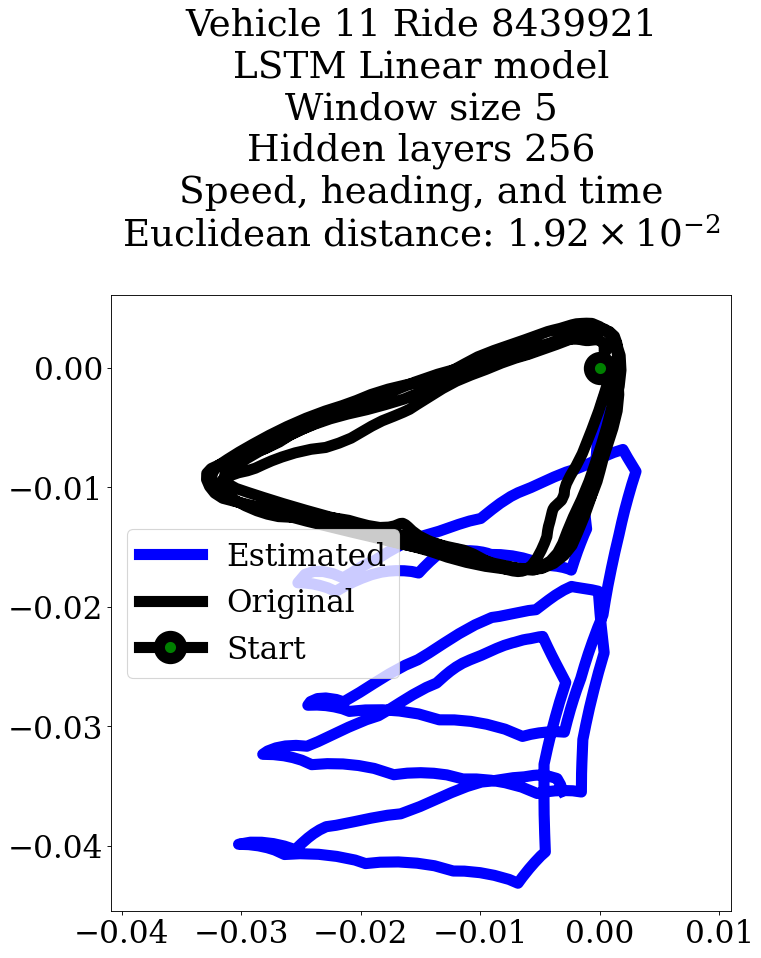 Vehicle 11 Ride 8439921
LSTM Linear model
Window size 5
Hidden layers 256
Speed, heading, and time
Euclidean distance: 1.92 × 10⁻²
0.00
−0.01
−0.02
−0.03
−0.04
Estimated
Original
Start
−0.04 −0.03 −0.02 −0.01 0.00 0.01